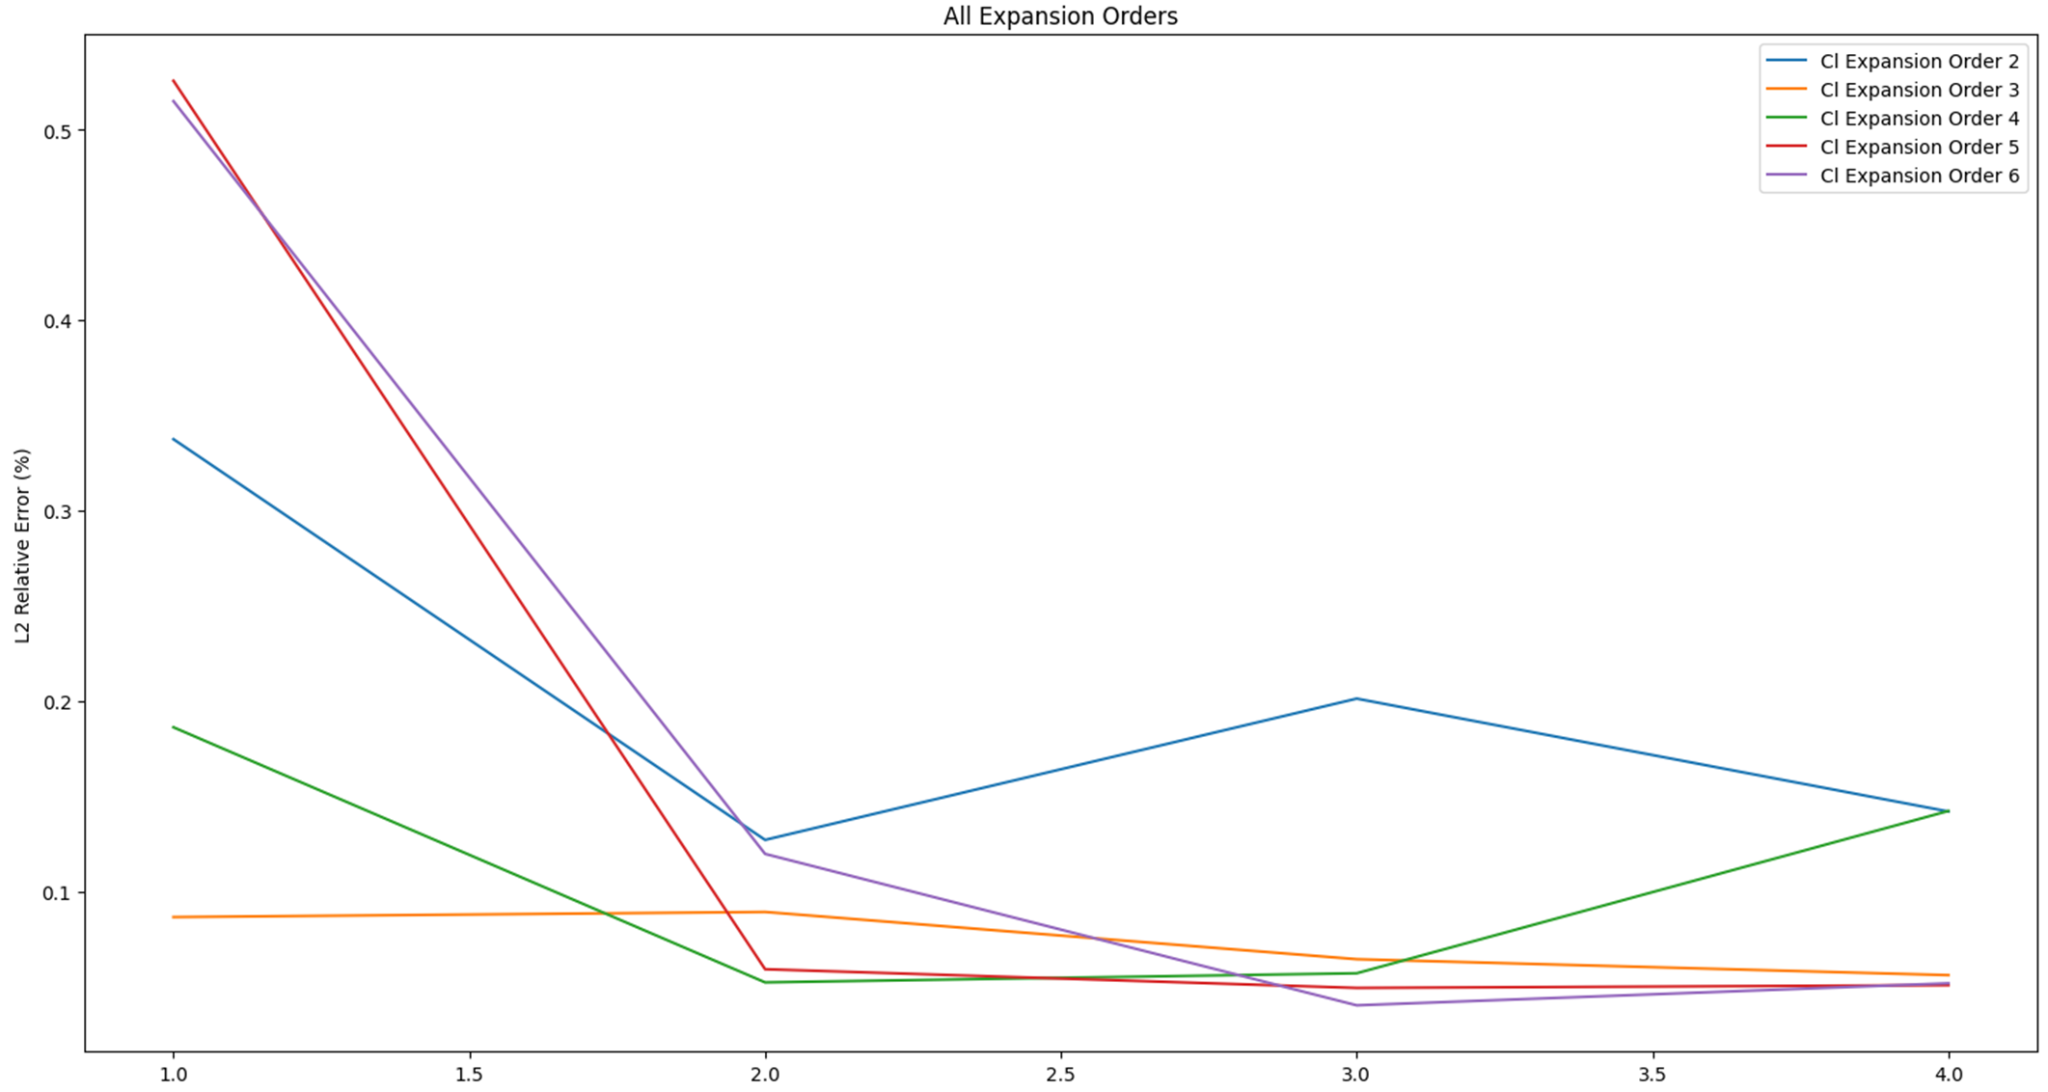 All Expansion Orders
Cl Expansion Order 2
Cl Expansion Order 3
Cl Expansion Order 4
Cl Expansion Order 5
Cl Expansion Order 6
L2 Relative Error (%)
0.5
0.4
0.3
0.2
0.1
1.0 1.5 2.0 2.5 3.0 3.5 4.0